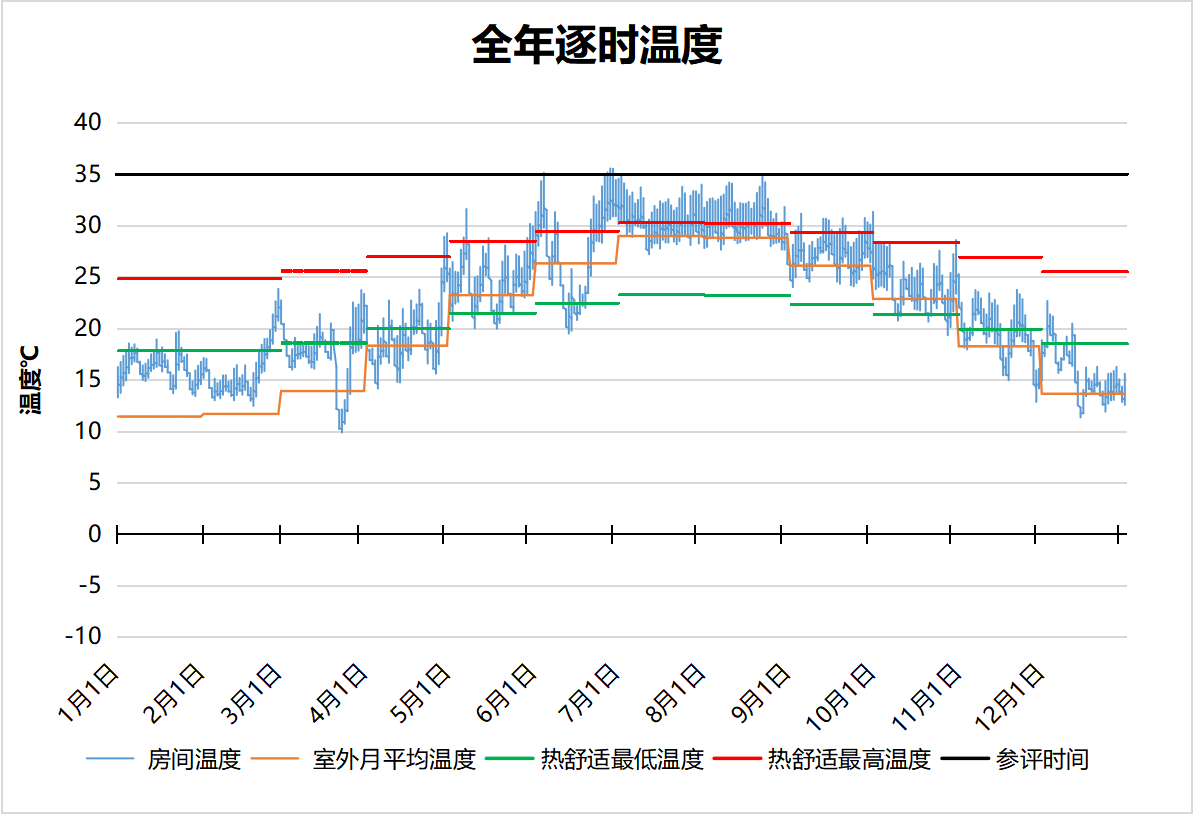 全年逐时温度
40
35
30
25
20
15
10
5
0
-5
-10
温度℃
1月1日
2月1日
3月1日
4月1日
5月1日
6月1日
7月1日
8月1日
9月1日
10月1日
11月1日
12月1日
房间温度 室外月平均温度 热舒适最低温度 热舒适最高温度 参评时间